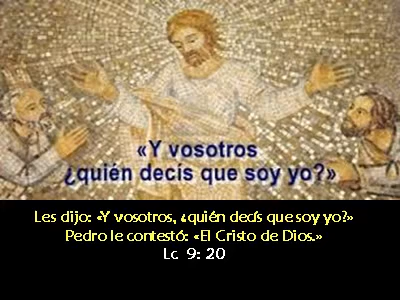 «Y vosotros
¿quién decís que soy yo?»
Les dijo: «Y vosotros, ¿quién decís que soy yo?»
Pedro le contestó: «El Cristo de Dios.»
Lc 9: 20